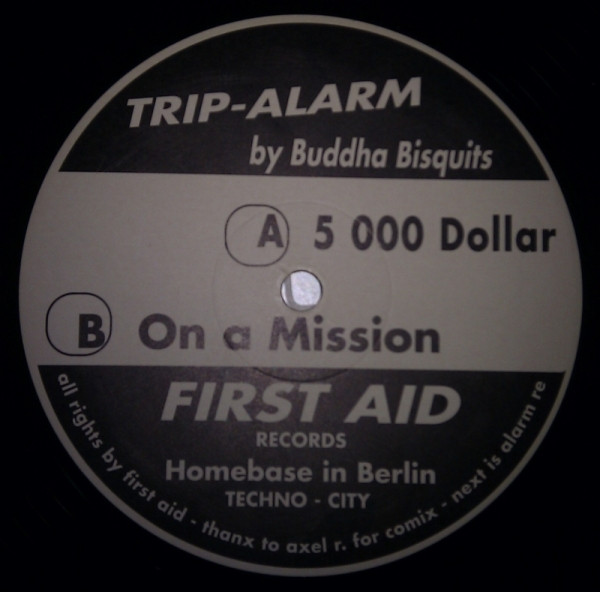 TRIP-ALARM
by Buddha Bisquits
A 5 000 Dollar
B On a Mission
FIRST AID
RECORDS
Homebase in Berlin
TECHNO - CITY
all rights by first aid - thanx to axel r. for comix - next is alarm re